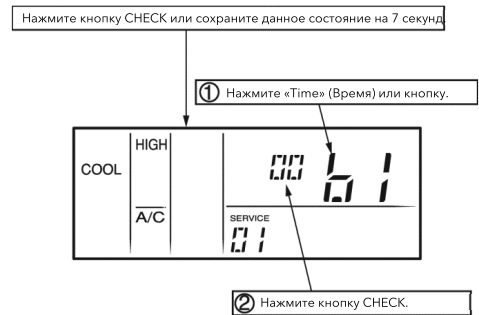 Нажмите кнопку CHECK или сохраните данное состояние на 7 секунд.
① Нажмите «Time» (Время) или кнопку.
HIGH
COOL
00 b1
A/C
SERVICE
01
② Нажмите кнопку CHECK.